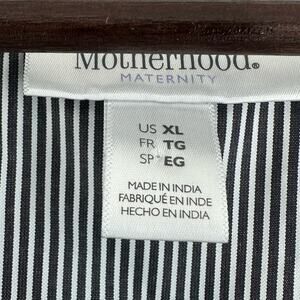 Motherhood®
MATERNITY
US XL
FR TG
SP EG
MADE IN INDIA
FABRIQUÉ EN INDE
HECHO EN INDIA